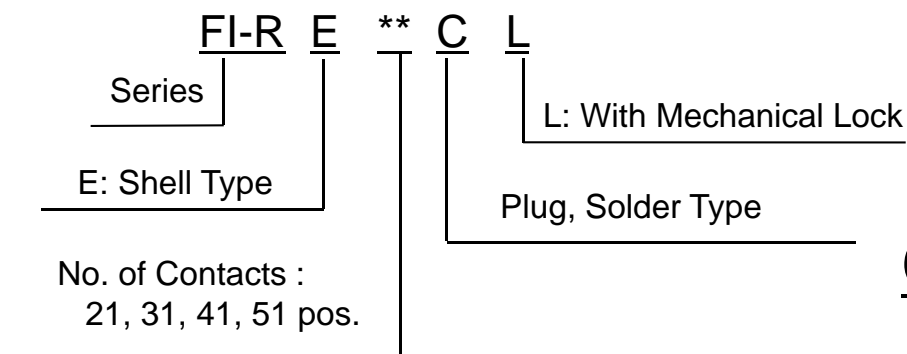 FI-R E ** C L
Series
L: With Mechanical Lock
E: Shell Type
Plug, Solder Type
No. of Contacts :
21, 31, 41, 51 pos.